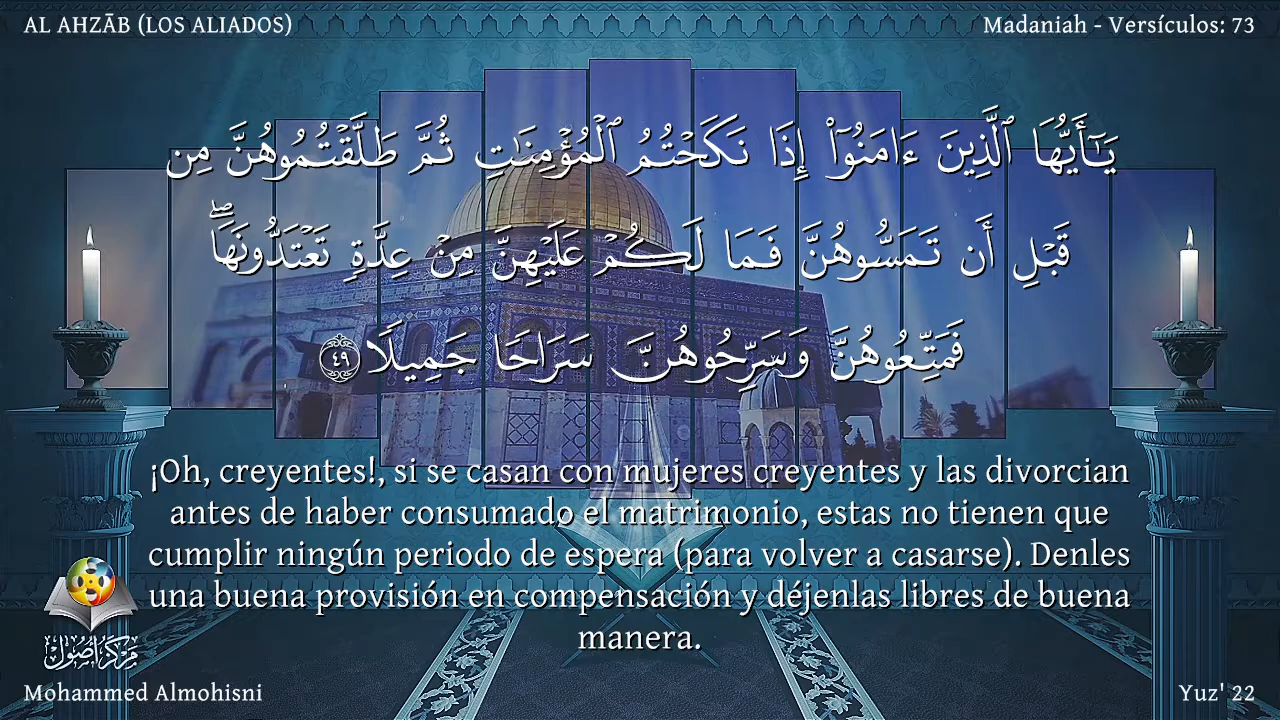 AL AHZĀB (LOS ALIADOS)
Madaniah - Versículos: 73
يَـٰٓأَيُّهَا ٱلَّذِينَ ءَامَنُوٓا۟ إِذَا نَكَحْتُمُ ٱلْمُؤْمِنَـٰتِ ثُمَّ طَلَّقْتُمُوهُنَّ مِن
قَبْلِ أَن تَمَسُّوهُنَّ فَمَا لَكُمْ عَلَيْهِنَّ مِنْ عِدَّةٍ تَعْتَدُّونَهَا ۖ
فَمَتِّعُوهُنَّ وَسَرِّحُوهُنَّ سَرَاحًا جَمِيلًا ٤٩
¡Oh, creyentes!, si se casan con mujeres creyentes y las divorcian
antes de haber consumado el matrimonio, estas no tienen que
cumplir ningún periodo de espera (para volver a casarse). Denles
una buena provisión en compensación y déjenlas libres de buena
manera.
مركز أصول
Mohammed Almohisni
Yuz' 22